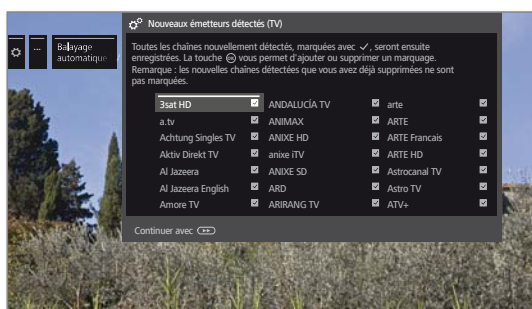 Nouveaux émetteurs détectés (TV)
...
Balayage
automatique
Toutes les chaînes nouvellement détectés, marquées avec ✓, seront ensuite
enregistrées. La touche OK vous permet d'ajouter ou supprimer un marquage.
Remarque : les nouvelles chaînes détectées que vous avez déjà supprimées ne sont
pas marquées.
3sat HD ANDALUCÍA TV arte
a.tv ANIMAX ARTE
Achtung Singles TV ANIXE HD ARTE Francais
Aktiv Direkt TV anixe iTV ARTE HD
Al Jazeera ANIXE SD Astrocanal TV
Al Jazeera English ARD Astro TV
Amore TV ARIRANG TV ATV+
Continuer avec